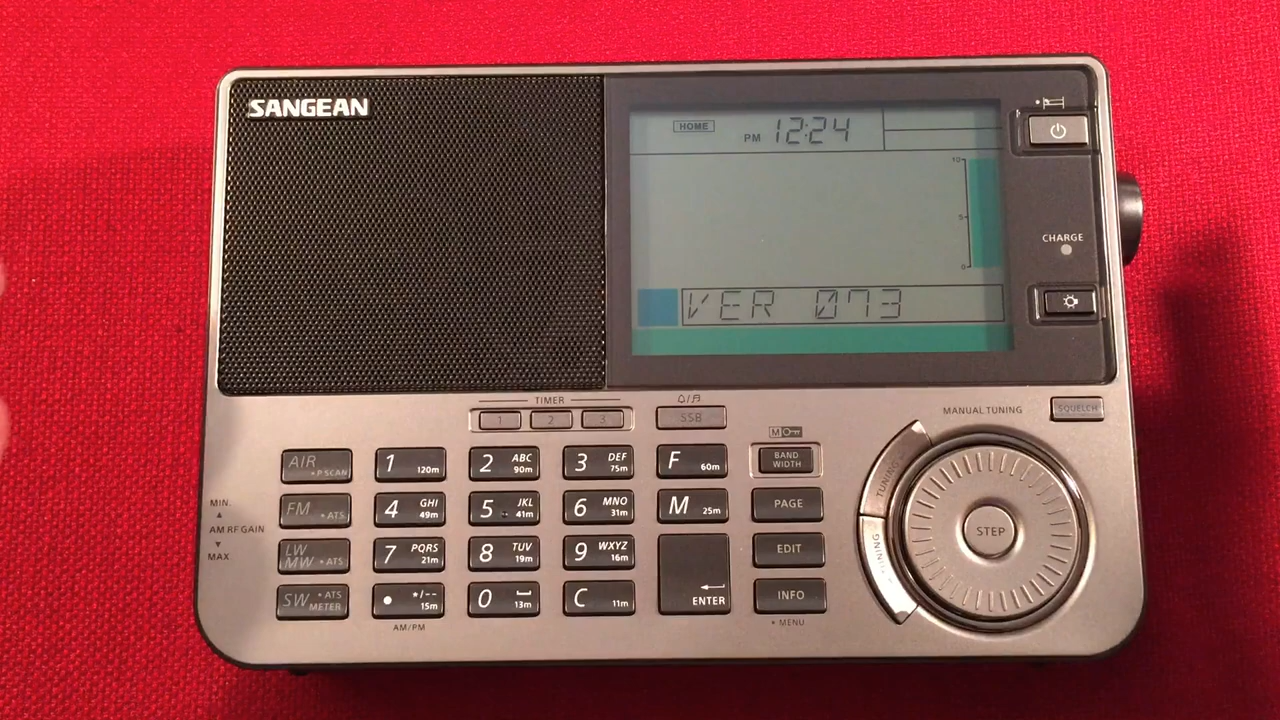 SANGEAN
HOME
PM 12:24
10
5
0
VER 073
CHARGE
TIMER
1 2 3
SSB
MANUAL TUNING
SQUELCH
AIR • P.SCAN
1 120m
2 ABC 90m
3 DEF 75m
F 60m
BAND WIDTH
M
FM • ATS
4 GHI 49m
5 JKL 41m
6 MNO 31m
M 25m
PAGE
TUNING
MIN.
AM RF.GAIN
MAX
LW
MW • ATS
7 PQRS 21m
8 TUV 19m
9 WXYZ 16m
ENTER
EDIT
TUNING
STEP
SW • ATS
METER
• */-- 15m
0 13m
C 11m
INFO
AM/PM
• MENU